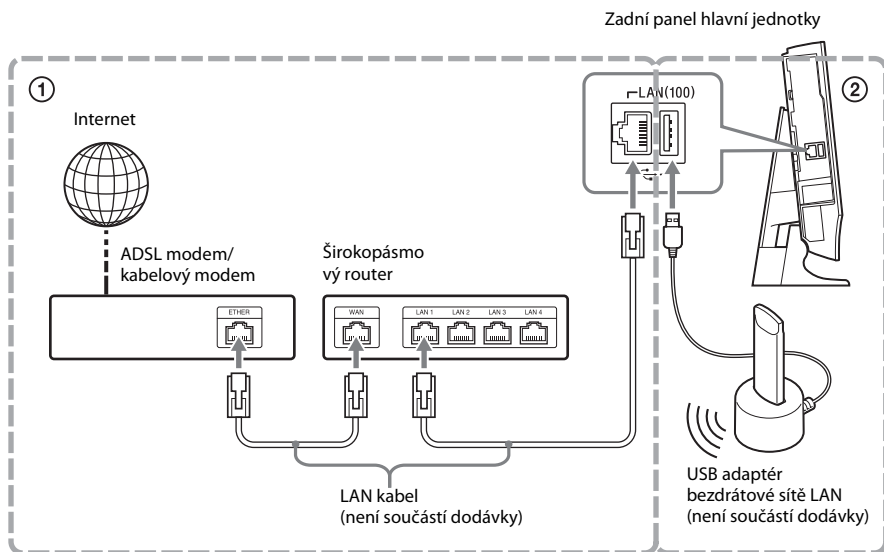 Zadní panel hlavní jednotky
①
②
LAN(100)
Internet
ADSL modem/
kabelový modem
Širokopásmo
vý router
ETHER
WAN
LAN 1
LAN 2
LAN 3
LAN 4
LAN kabel
(není součástí dodávky)
USB adaptér
bezdrátové sítě LAN
(není součástí dodávky)